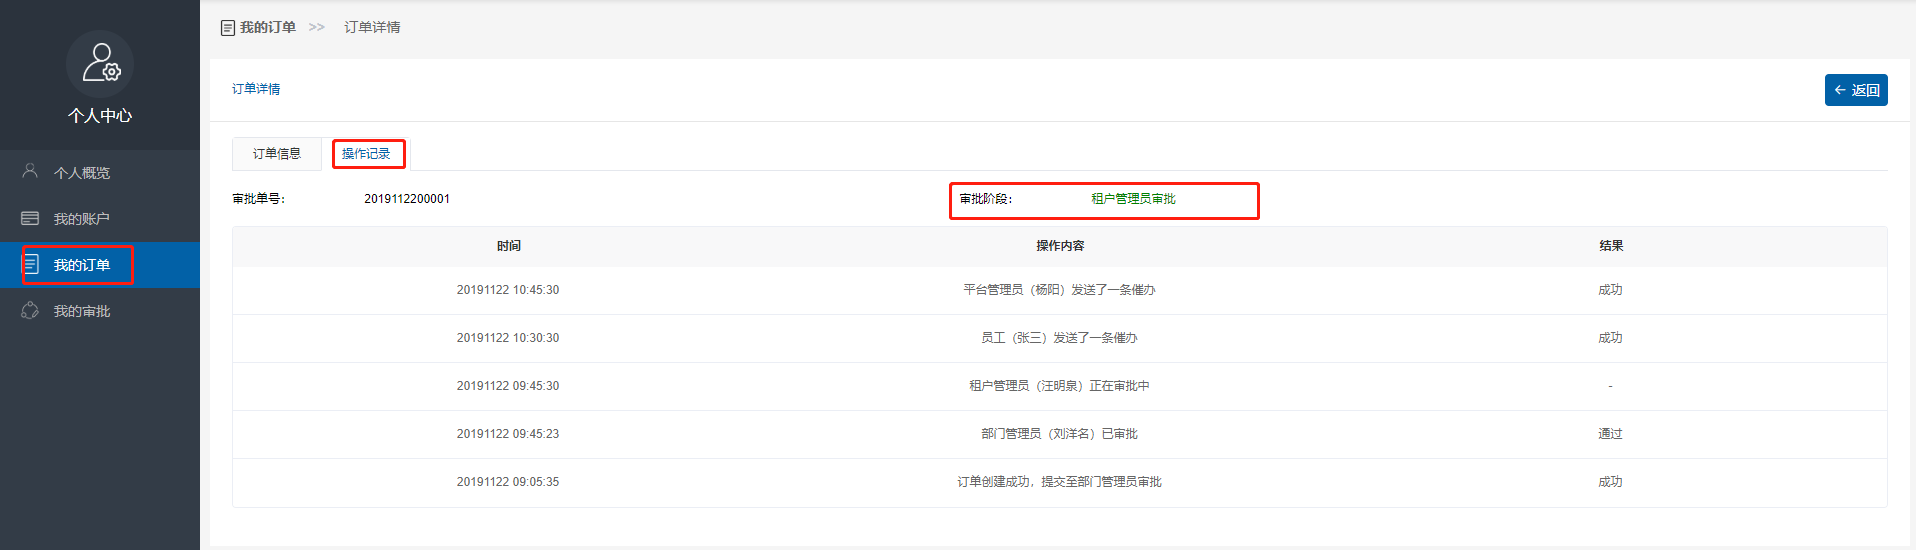 我的订单 >> 订单详情
个人中心
个人概览
我的账户
我的订单
我的审批
订单详情
返回
订单信息 操作记录
审批单号： 2019112200001 审批阶段： 租户管理员审批
时间 操作内容 结果
20191122 10:45:30 平台管理员（杨阳）发送了一条催办 成功
20191122 10:30:30 员工（张三）发送了一条催办 成功
20191122 09:45:30 租户管理员（汪明泉）正在审批中 -
20191122 09:45:23 部门管理员（刘洋名）已审批 通过
20191122 09:05:35 订单创建成功，提交至部门管理员审批 成功